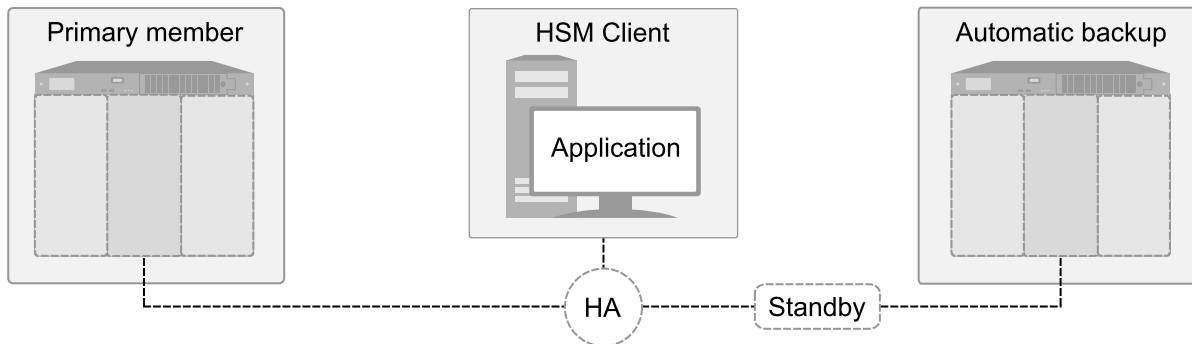 Primary member
HSM Client
Automatic backup
Application
HA
Standby